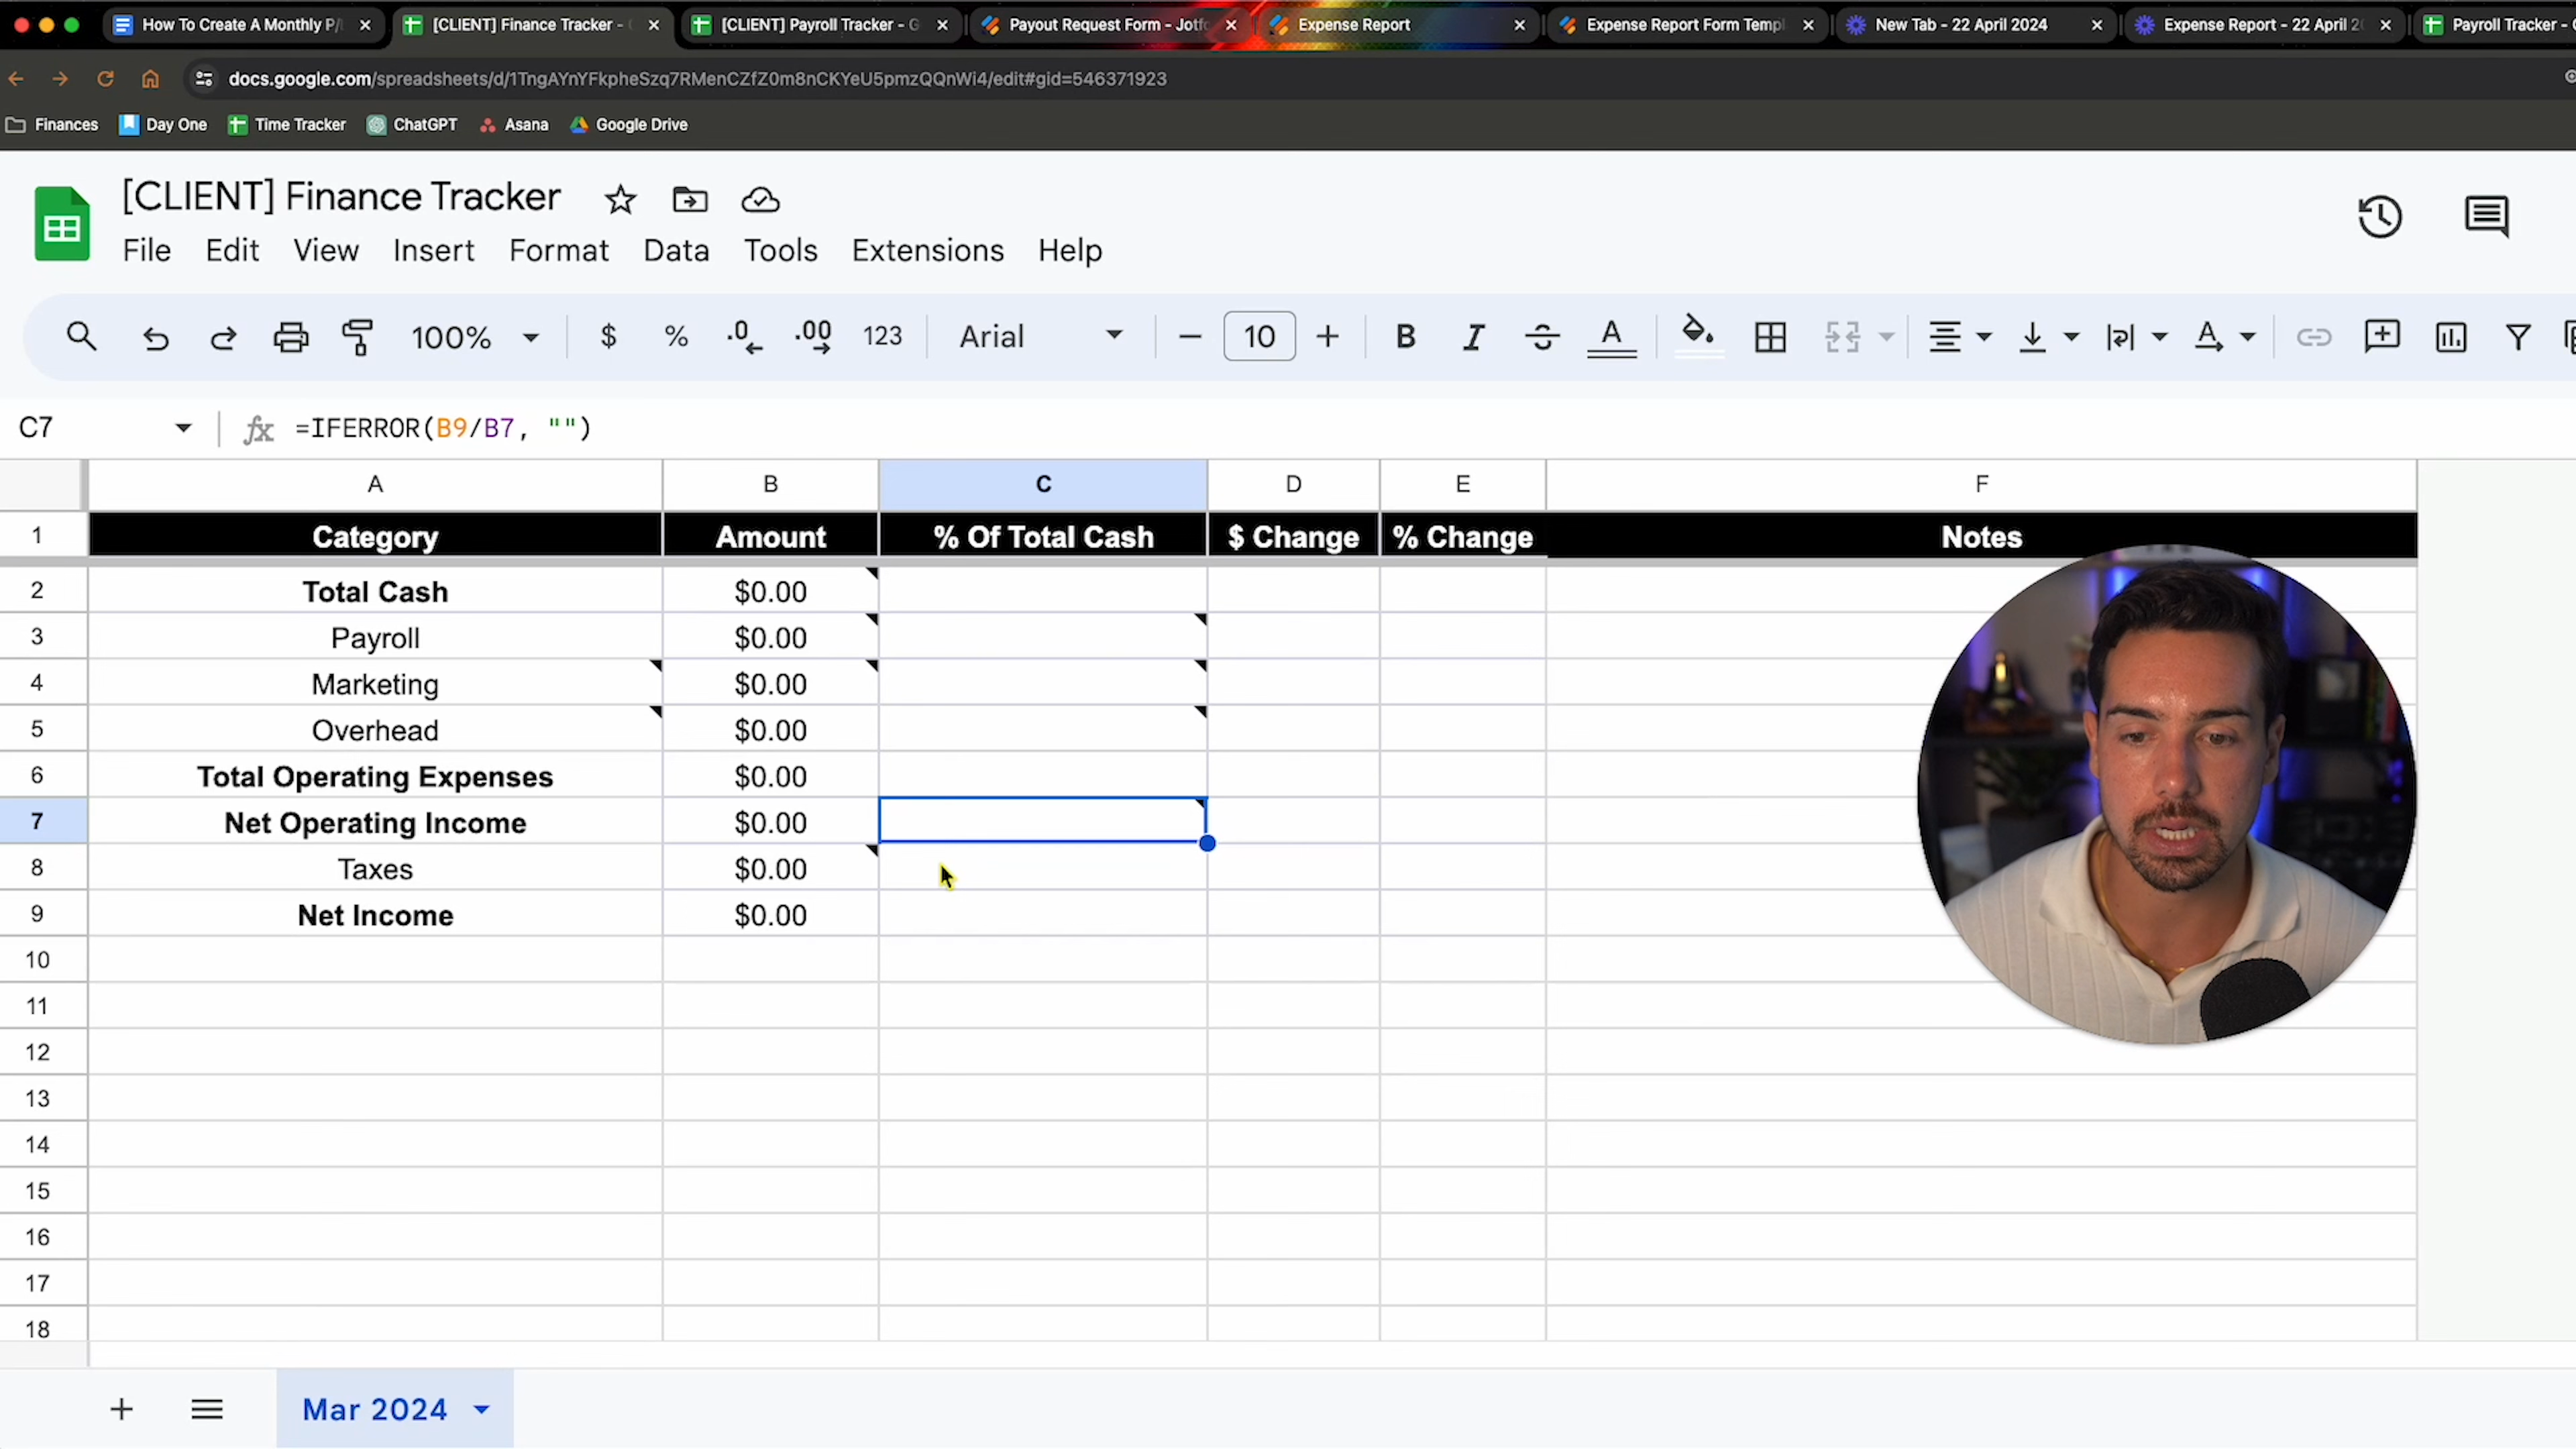 How To Create A Monthly P/
[CLIENT] Finance Tracker -
[CLIENT] Payroll Tracker - G
Payout Request Form - Jotfo
Expense Report
Expense Report Form Templ
New Tab - 22 April 2024
Expense Report - 22 April 2
Payroll Tracker -
docs.google.com/spreadsheets/d/1TngAYnYFkpheSzq7RMenCZfZ0m8nCKYeU5pmzQQnWi4/edit#gid=546371923
Finances
Day One
Time Tracker
ChatGPT
Asana
Google Drive
[CLIENT] Finance Tracker
File Edit View Insert Format Data Tools Extensions Help
100% $ % .0 .00 123 Arial 10 B I A A
C7 fx =IFERROR(B9/B7, "")
A B C D E F
1 Category Amount % Of Total Cash $ Change % Change Notes
2 Total Cash $0.00
3 Payroll $0.00
4 Marketing $0.00
5 Overhead $0.00
6 Total Operating Expenses $0.00
7 Net Operating Income $0.00
8 Taxes $0.00
9 Net Income $0.00
10
11
12
13
14
15
16
17
18
Mar 2024